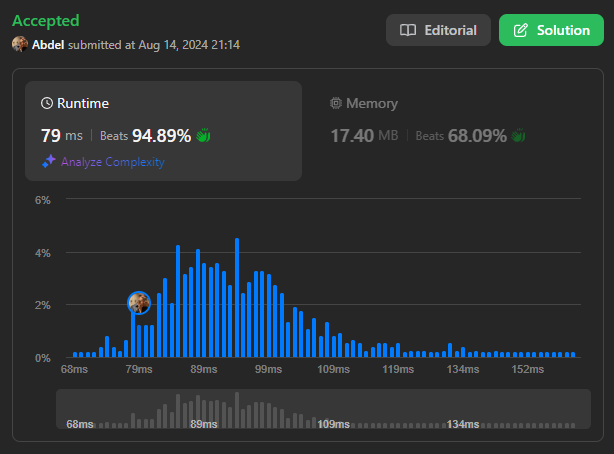 Accepted
Abdel submitted at Aug 14, 2024 21:14
Editorial
Solution
Runtime
79 ms | Beats 94.89%
Analyze Complexity
Memory
17.40 MB | Beats 68.09%
6%
4%
2%
0%
68ms 79ms 89ms 99ms 109ms 119ms 134ms 152ms
68ms 89ms 109ms 134ms